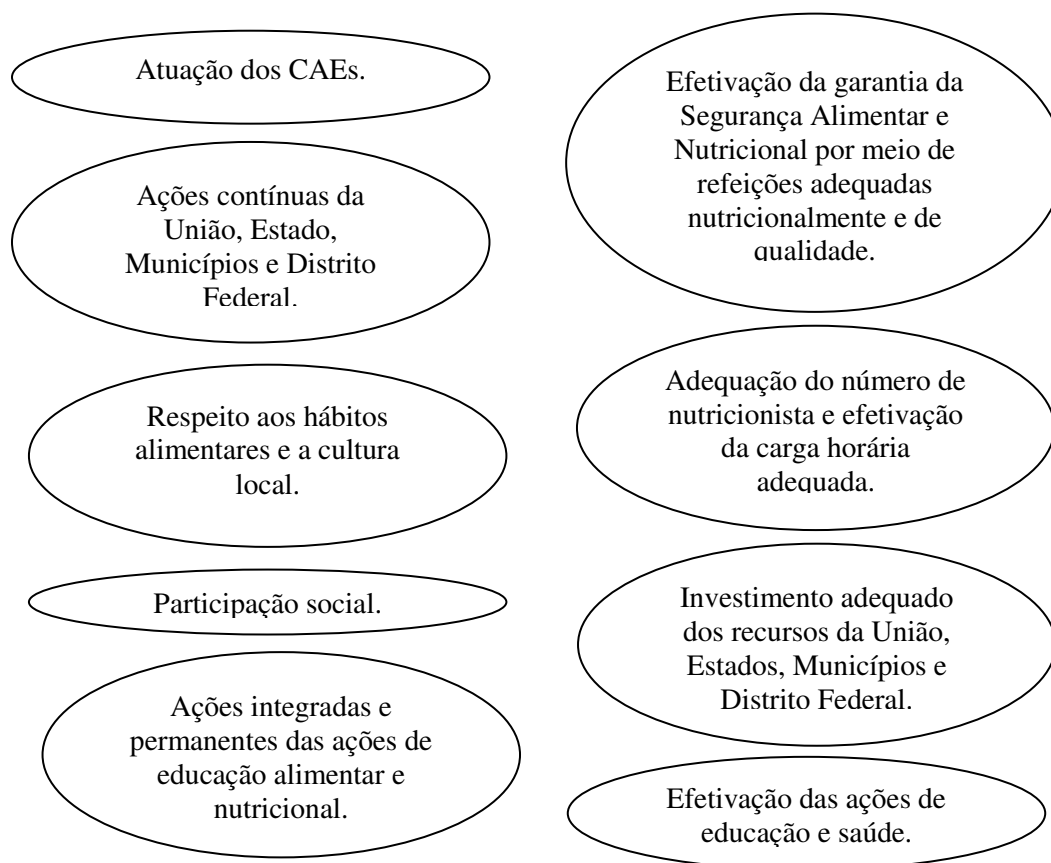 Atuação dos CAEs.
Ações contínuas da
União, Estado,
Municípios e Distrito
Federal.
Respeito aos hábitos
alimentares e a cultura
local.
Participação social.
Ações integradas e
permanentes das ações de
educação alimentar e
nutricional.
Efetivação da garantia da
Segurança Alimentar e
Nutricional por meio de
refeições adequadas
nutricionalmente e de
qualidade.
Adequação do número de
nutricionista e efetivação
da carga horária
adequada.
Investimento adequado
dos recursos da União,
Estados, Municípios e
Distrito Federal.
Efetivação das ações de
educação e saúde.